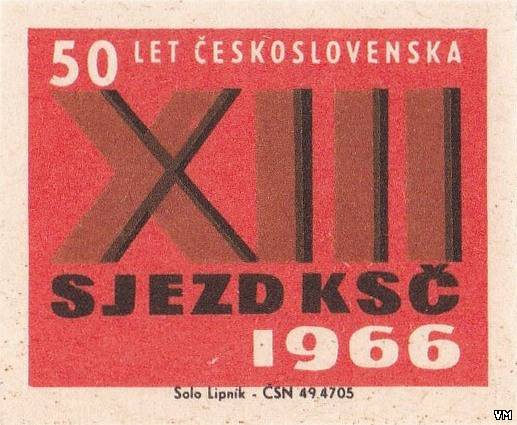 50 LET ČESKOSLOVENSKA
XIII
SJEZD KSČ
1966
Solo Lipník - ČSN 49.4705
VM